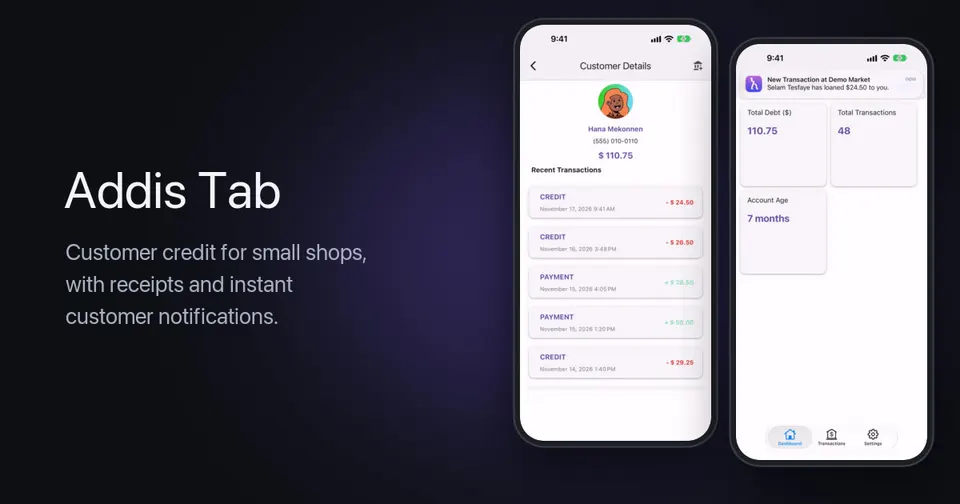 Addis Tab
Customer credit for small shops,
with receipts and instant
customer notifications.
9:41
Customer Details
Hana Mekonnen
(555) 010-0110
$ 110.75
Recent Transactions
CREDIT
- $ 24.50
November 17, 2026 9:41 AM
CREDIT
- $ 26.50
November 16, 2026 3:48 PM
PAYMENT
November 15, 2026 4:05 PM
PAYMENT
November 15, 2026 1:20 PM
CREDIT
- $ 29.25
November 14, 2026 1:40 PM
9:41
New Transaction at Demo Market
now
Selam Tesfaye has loaned $24.50 to you.
Total Debt ($)
110.75
Total Transactions
48
Account Age
7 months
Dashboard
Transactions
Settings